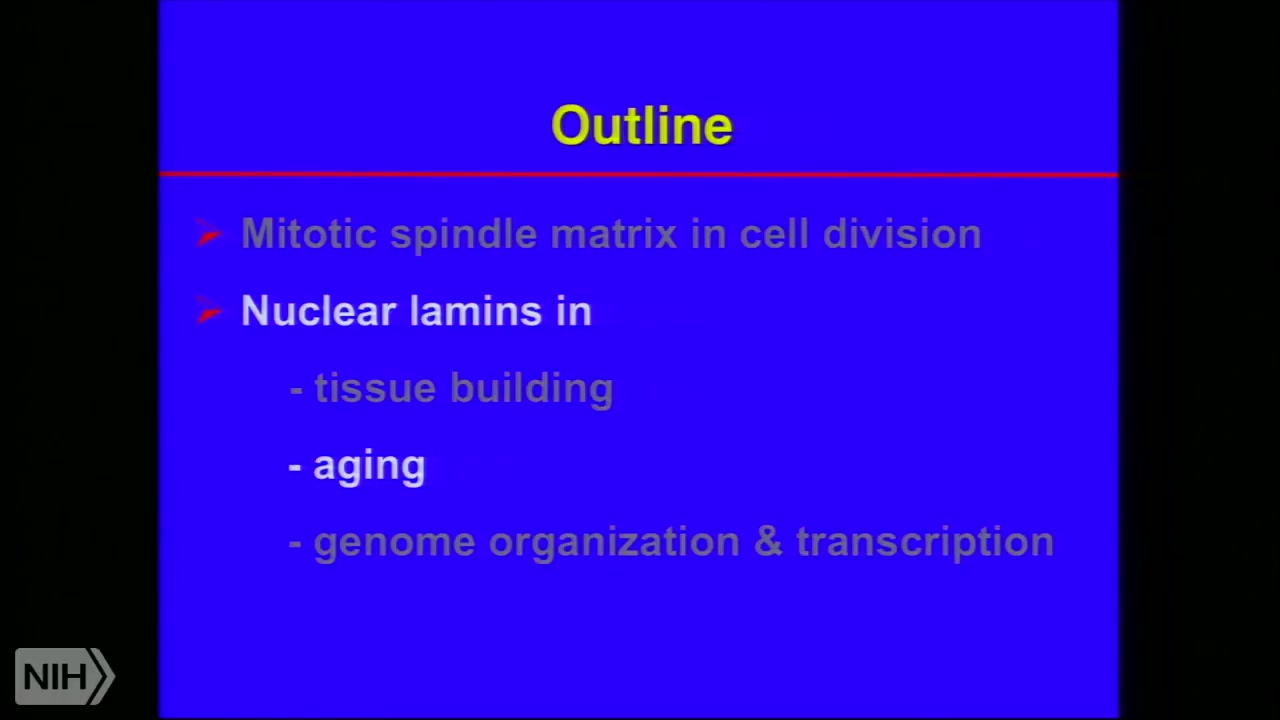 Outline
Mitotic spindle matrix in cell division
Nuclear lamins in
- tissue building
- aging
- genome organization & transcription
NIH